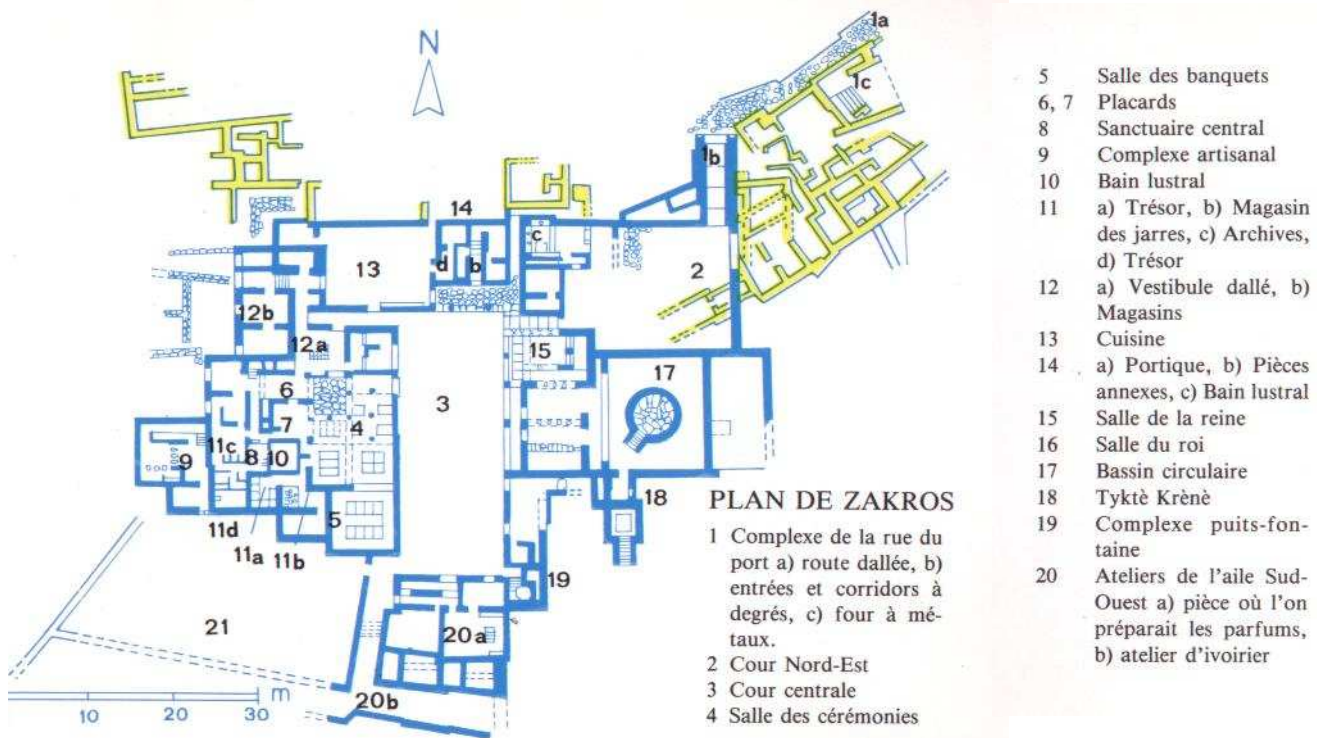 1a
N
1c
1b
14
c
13
d
b
2
12b
12a
15
17
6
3
7
4
11c
8
10
9
5
18
11d
11a
11b
19
21
20a
20b
m
10
20
30
PLAN DE ZAKROS
1 Complexe de la rue du
port a) route dallée, b)
entrées et corridors à
degrés, c) four à mé-
taux.
2 Cour Nord-Est
3 Cour centrale
4 Salle des cérémonies
5 Salle des banquets
6, 7 Placards
8 Sanctuaire central
9 Complexe artisanal
10 Bain lustral
11 a) Trésor, b) Magasin
des jarres, c) Archives,
d) Trésor
12 a) Vestibule dallé, b)
Magasins
13 Cuisine
14 a) Portique, b) Pièces
annexes, c) Bain lustral
15 Salle de la reine
16 Salle du roi
17 Bassin circulaire
18 Tyktè Krènè
19 Complexe puits-fon-
taine
20 Ateliers de l'aile Sud-
Ouest a) pièce où l'on
préparait les parfums,
b) atelier d'ivoirier